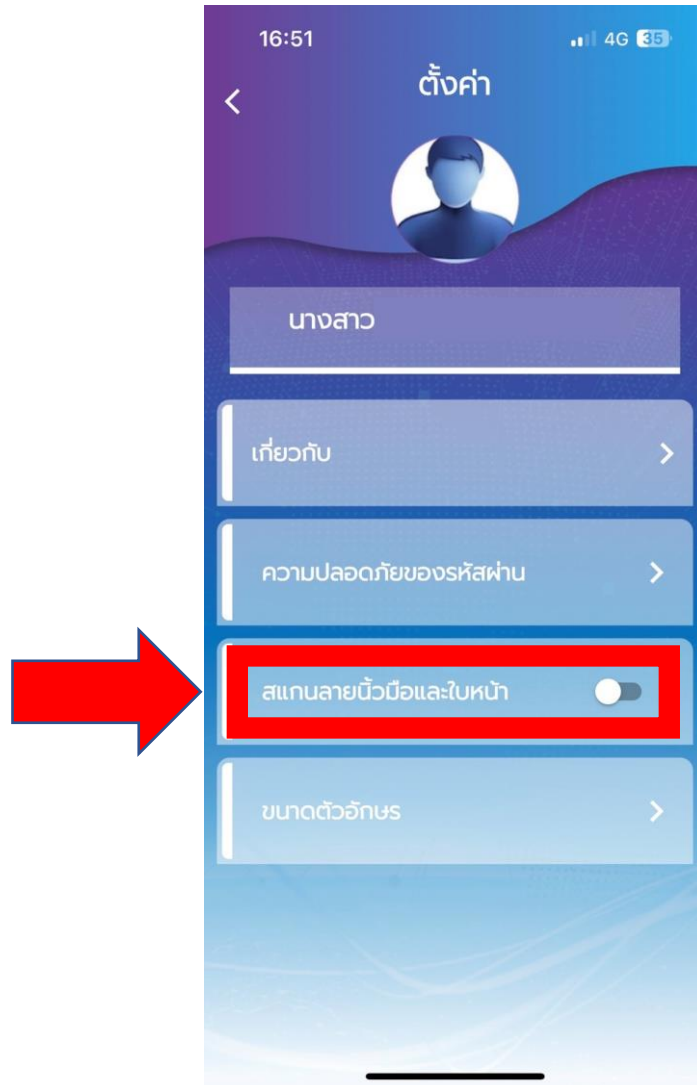 16:51
4G 35
ตั้งค่า
นางสาว
เกี่ยวกับ
ความปลอดภัยของรหัสผ่าน
สแกนลายนิ้วมือและใบหน้า
ขนาดตัวอักษร